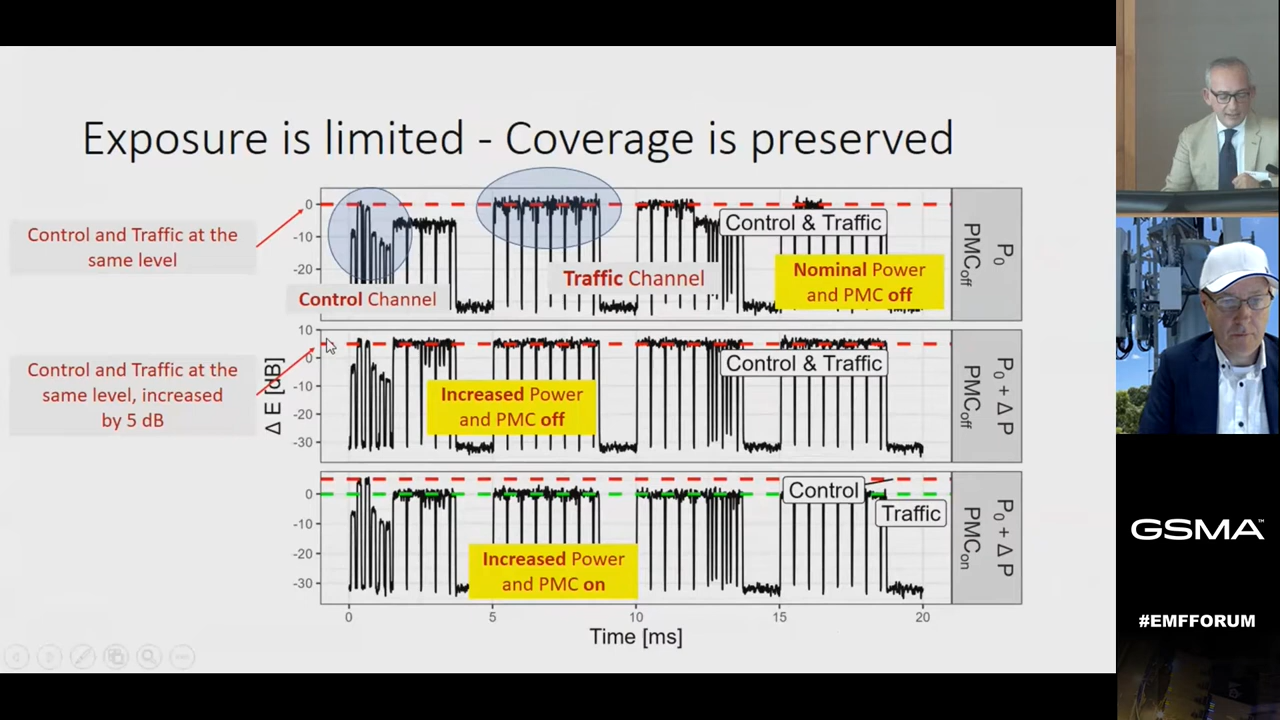 Exposure is limited - Coverage is preserved
Control and Traffic at the
same level
0
-10
-20
Control Channel
Traffic Channel
Control & Traffic
Nominal Power
and PMC off
P0
PMCoff
Control and Traffic at the
same level, increased
by 5 dB
Δ E [dB]
10
0
-10
-20
-30
Increased Power
and PMC off
Control & Traffic
P0 + Δ P
PMCoff
0
-10
-20
-30
Increased Power
and PMC on
Control
Traffic
P0 + Δ P
PMCon
0
5
10
15
20
Time [ms]
GSMA™
#EMFFORUM